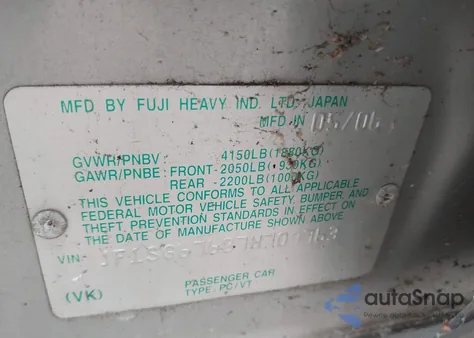 MFD BY FUJI HEAVY IND. LTD. JAPAN
MFD IN 05/06
GVWR/PNBV : 4150LB(1880KG)
GAWR/PNBE : FRONT-2050LB( 930KG)
REAR -2200LB(1000KG)
THIS VEHICLE CONFORMS TO ALL APPLICABLE
FEDERAL MOTOR VEHICLE SAFETY, BUMPER, AND
THEFT PREVENTION STANDARDS IN EFFECT ON
THE DATE OF MANUFACTURE SHOWN ABOVE.
VIN:
PASSENGER CAR
(VK) TYPE: PC/VT
autoSnap